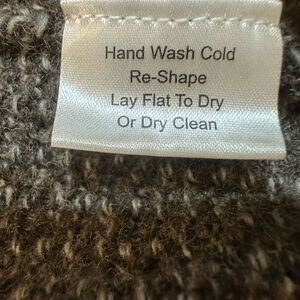 Hand Wash Cold
Re-Shape
Lay Flat To Dry
Or Dry Clean